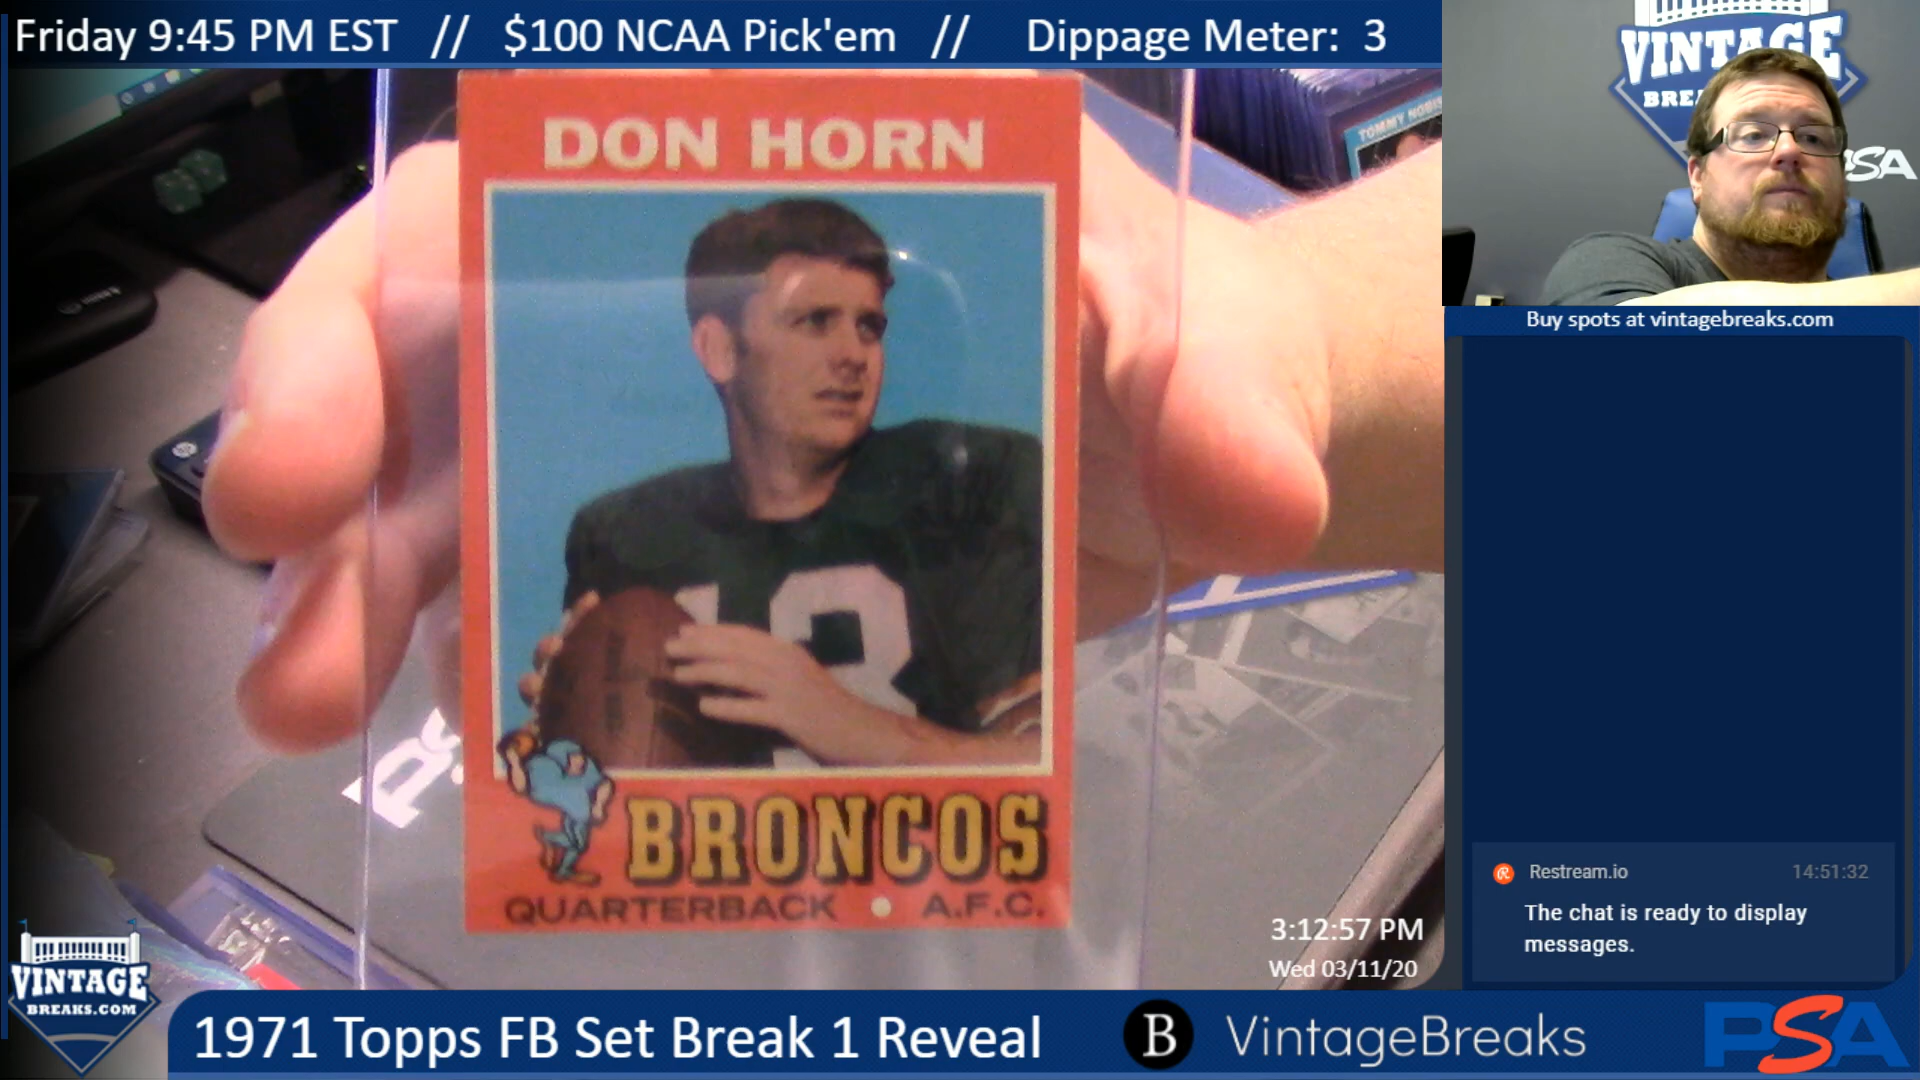 Friday 9:45 PM EST // $100 NCAA Pick'em // Dippage Meter: 3
VINTAGE
PSA
Buy spots at vintagebreaks.com
TOMMY
DON HORN
BRONCOS
QUARTERBACK • A.F.C.
3:12:57 PM
Wed 03/11/20
Restream.io 14:51:32
The chat is ready to display
messages.
VINTAGE
BREAKS.COM
1971 Topps FB Set Break 1 Reveal
B VintageBreaks
PSA